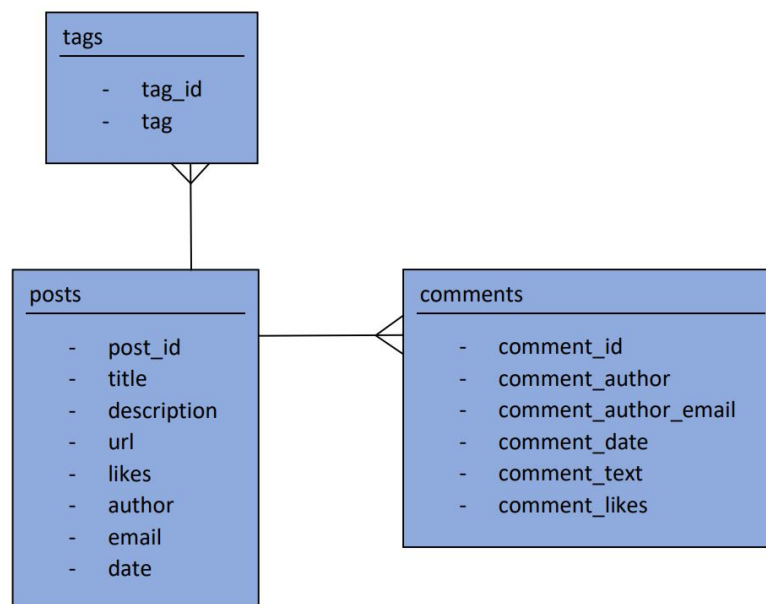 tags
- tag_id
- tag
posts
- post_id
- title
- description
- url
- likes
- author
- email
- date
comments
- comment_id
- comment_author
- comment_author_email
- comment_date
- comment_text
- comment_likes